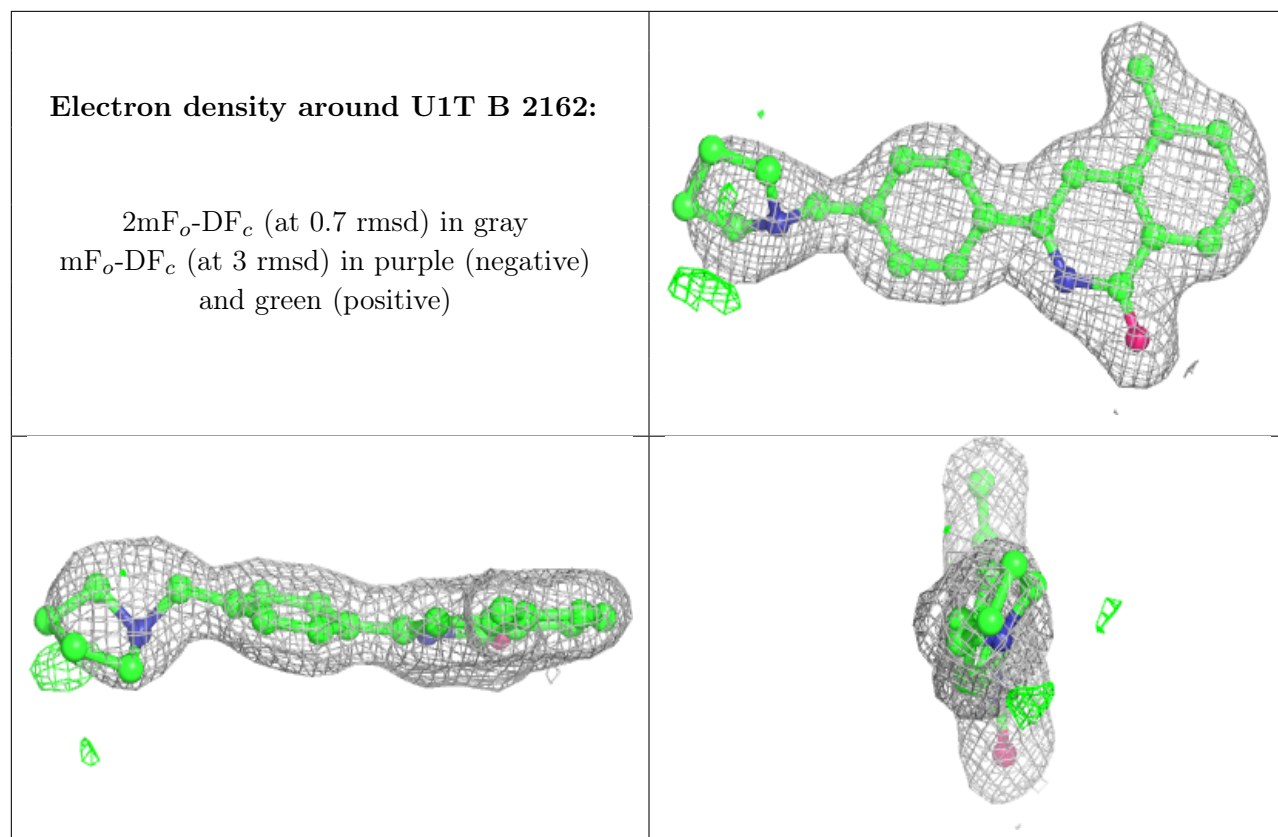 Electron density around U1T B 2162:
2mFo-DFc (at 0.7 rmsd) in gray
mFo-DFc (at 3 rmsd) in purple (negative)
and green (positive)